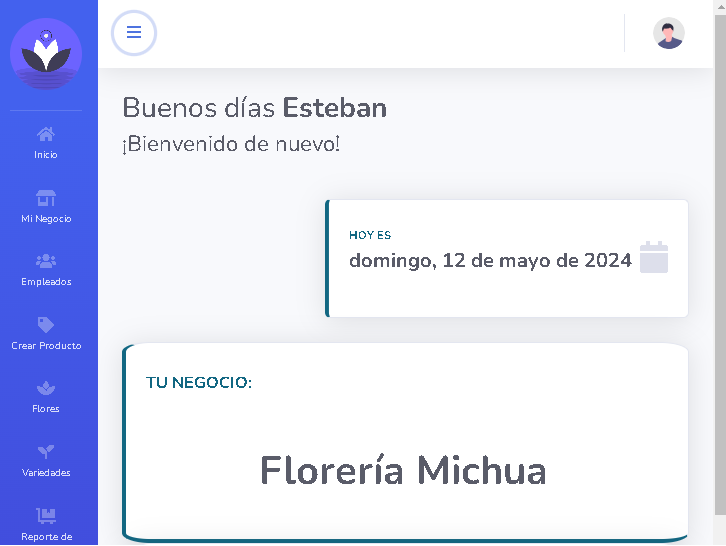 Inicio
Mi Negocio
Empleados
Crear Producto
Flores
Variedades
Reporte de
Buenos días Esteban
¡Bienvenido de nuevo!
HOY ES
domingo, 12 de mayo de 2024
TU NEGOCIO:
Florería Michua